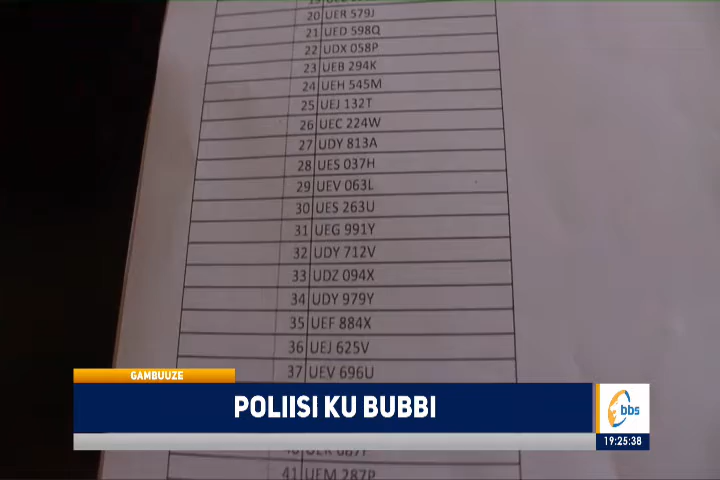 20 UER 579J
21 UED 598Q
22 UDX 058P
23 UEB 294K
24 UEH 545M
25 UEJ 132T
26 UEC 224W
27 UDY 813A
28 UES 037H
29 UEV 063L
30 UES 263U
31 UEG 991Y
32 UDY 712V
33 UDZ 094X
34 UDY 979Y
35 UEF 884X
36 UEJ 625V
37 UEV 696U
GAMBUUZE
POLIISI KU BUBBI
bbs
19:25:38
41 UEM 287P